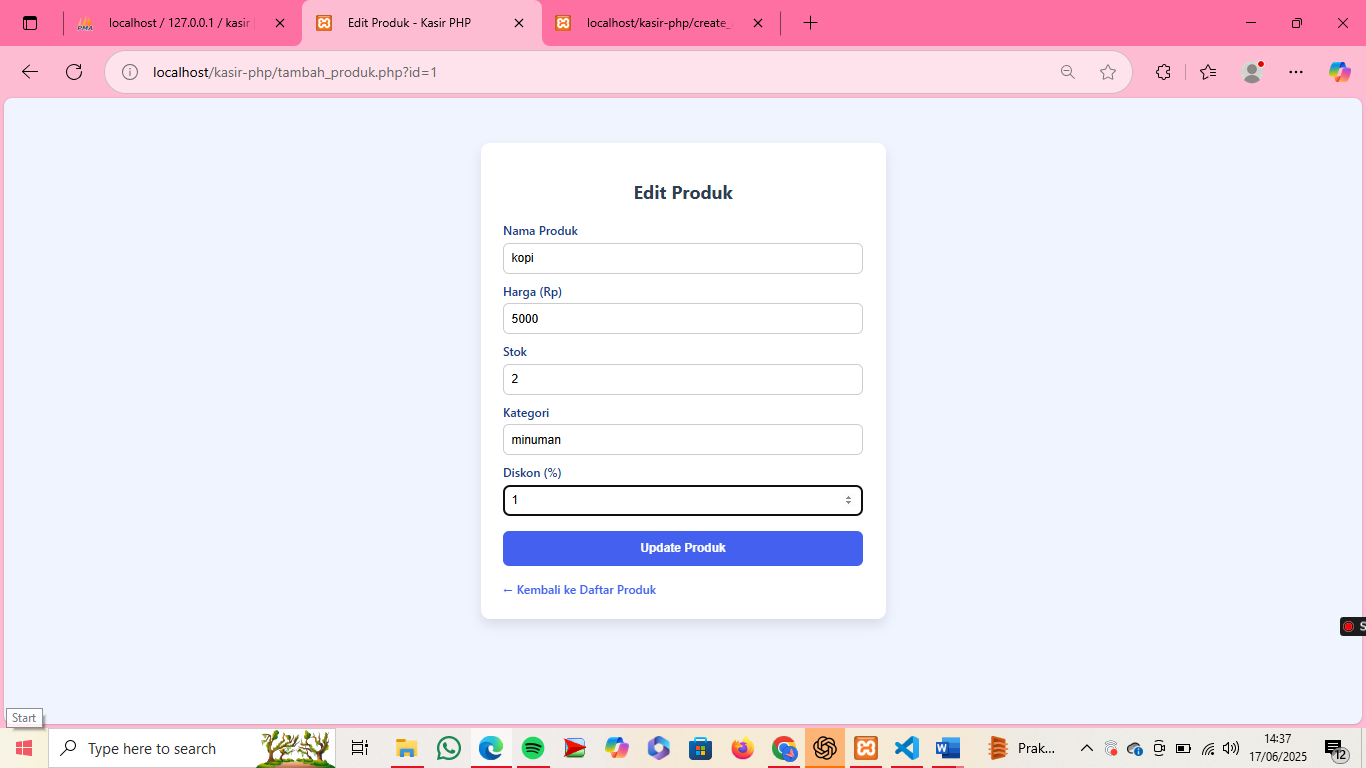 localhost / 127.0.0.1 / kasir
Edit Produk - Kasir PHP
localhost/kasir-php/create_
localhost/kasir-php/tambah_produk.php?id=1
Edit Produk
Nama Produk
kopi
Harga (Rp)
5000
Stok
2
Kategori
minuman
Diskon (%)
1
Update Produk
← Kembali ke Daftar Produk
S
Start
Type here to search
Prak...
14:37
17/06/2025
12